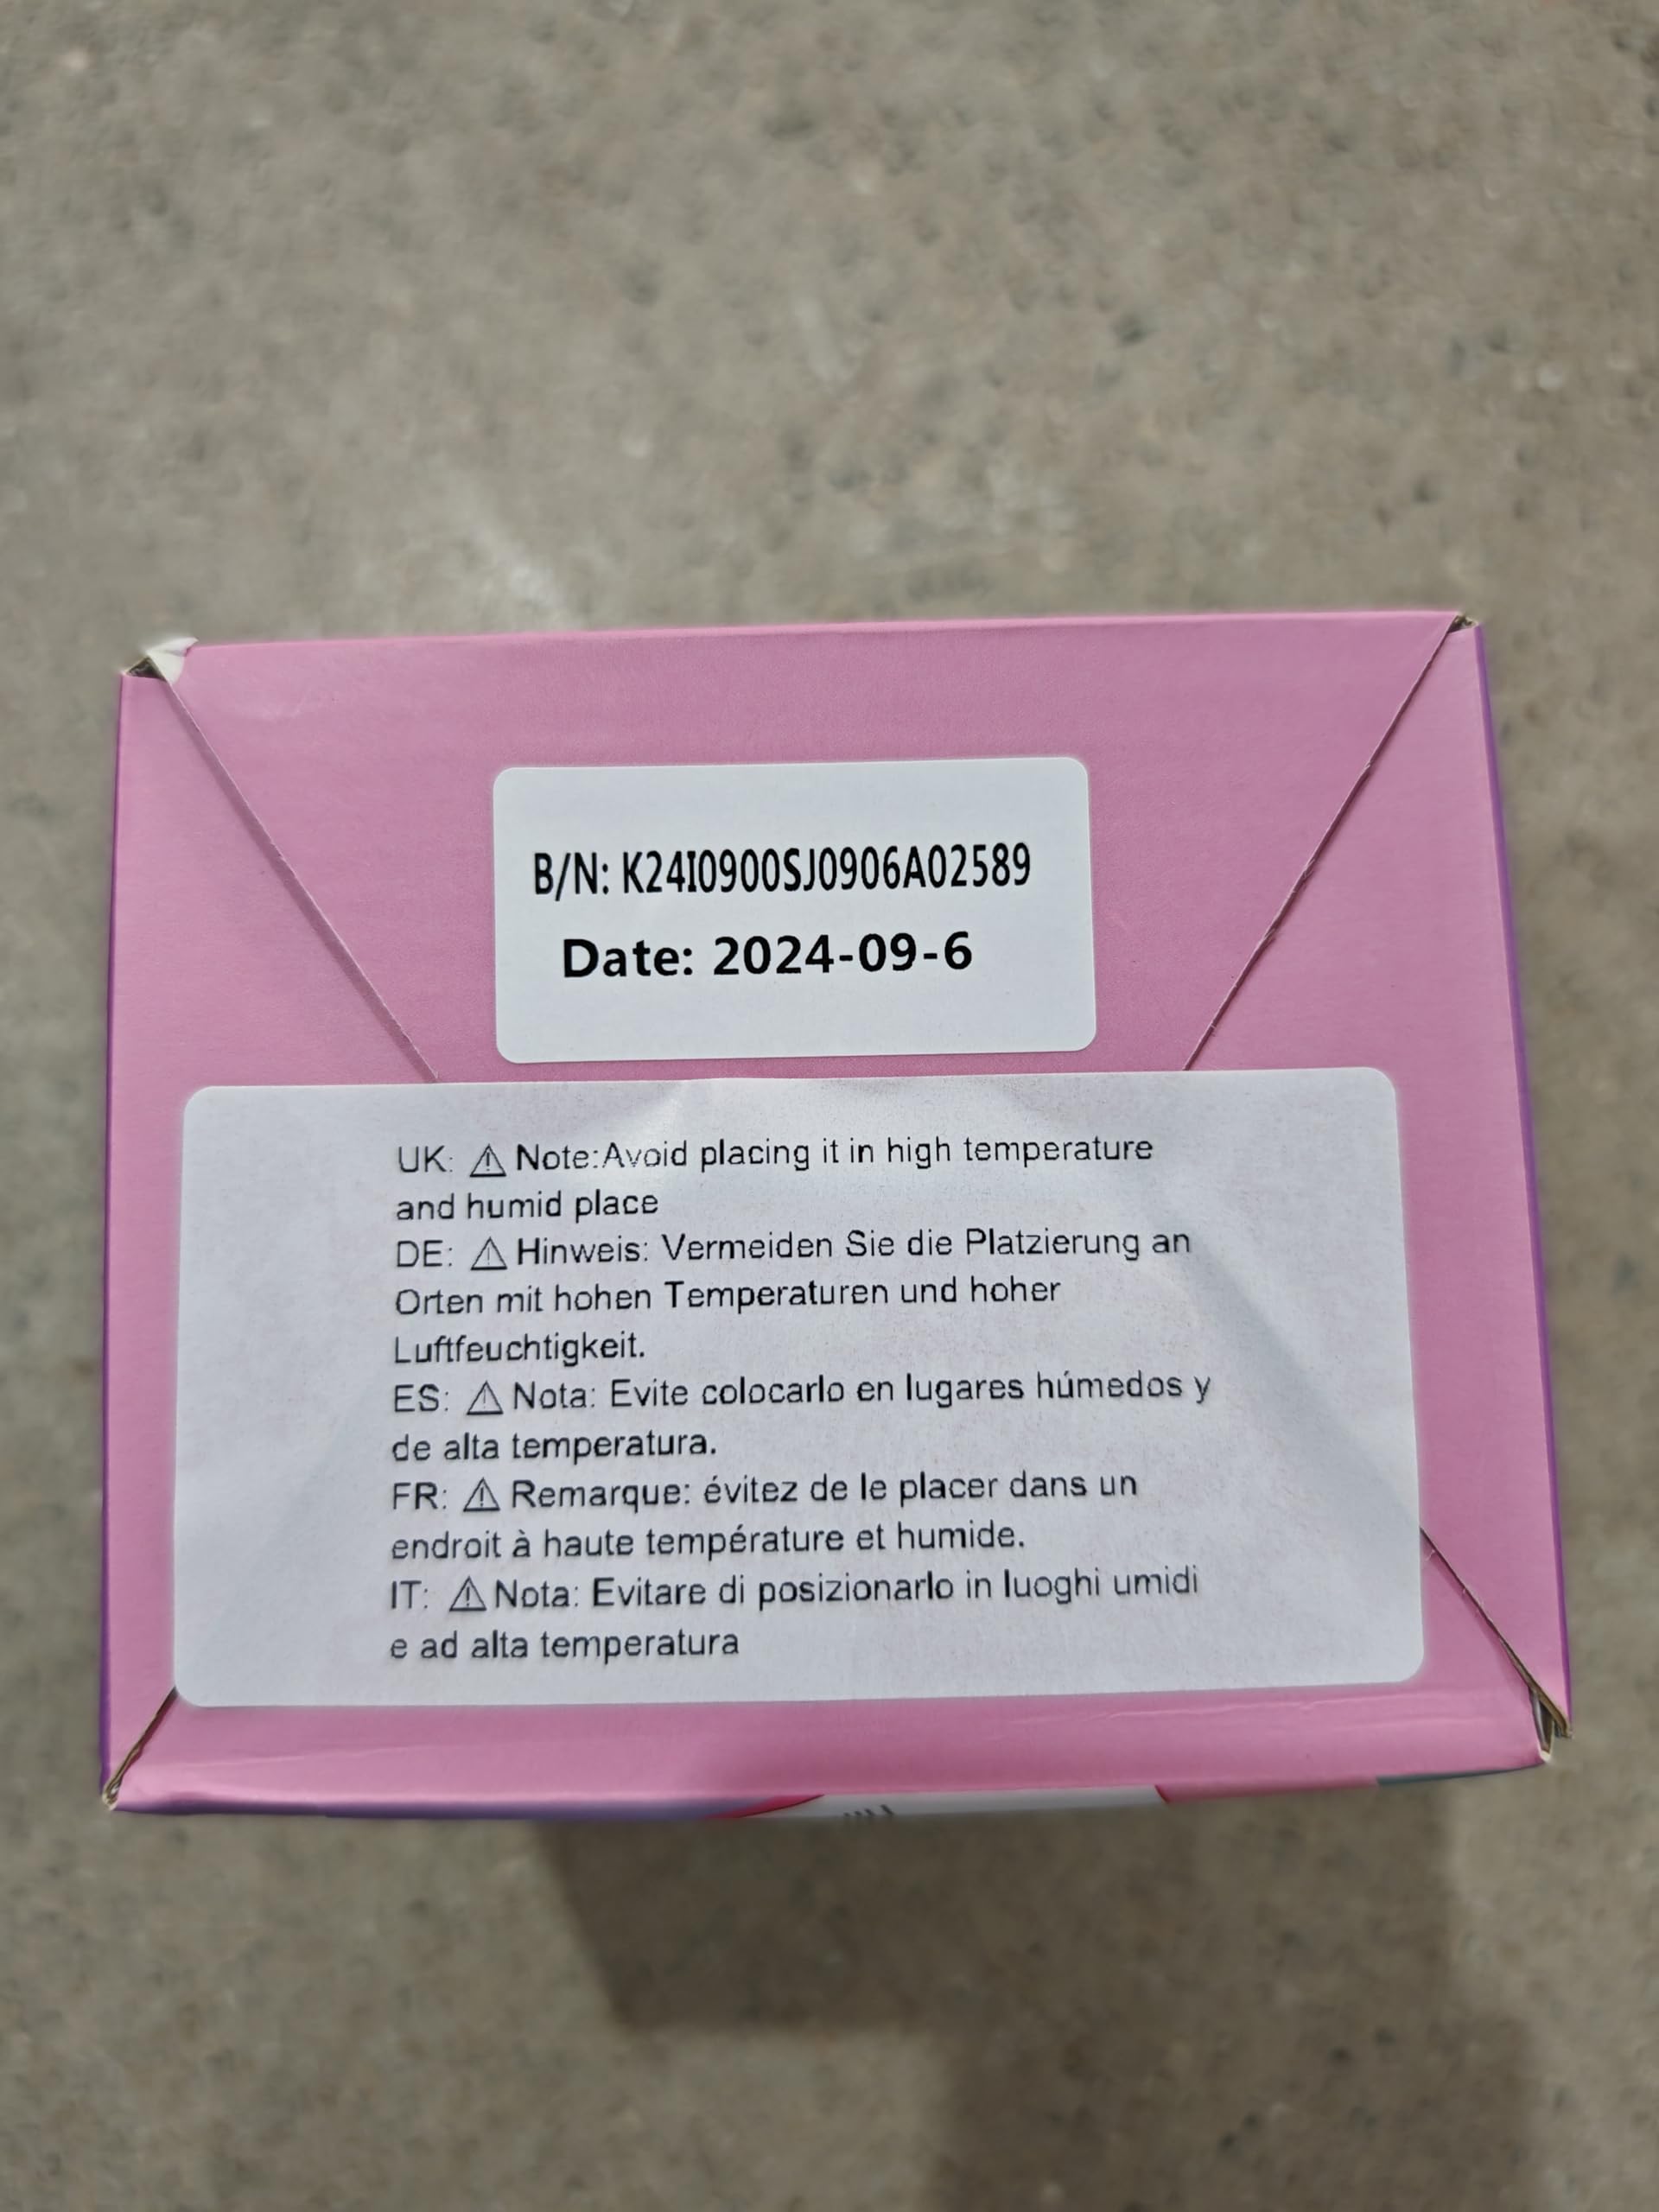 B/N: K24I0900SJ0906A02589
Date: 2024-09-6
UK: ⚠ Note:Avoid placing it in high temperature
and humid place
DE: ⚠ Hinweis: Vermeiden Sie die Platzierung an
Orten mit hohen Temperaturen und hoher
Luftfeuchtigkeit.
ES: ⚠ Nota: Evite colocarlo en lugares húmedos y
de alta temperatura.
FR: ⚠ Remarque: évitez de le placer dans un
endroit à haute température et humide.
IT: ⚠ Nota: Evitare di posizionarlo in luoghi umidi
e ad alta temperatura